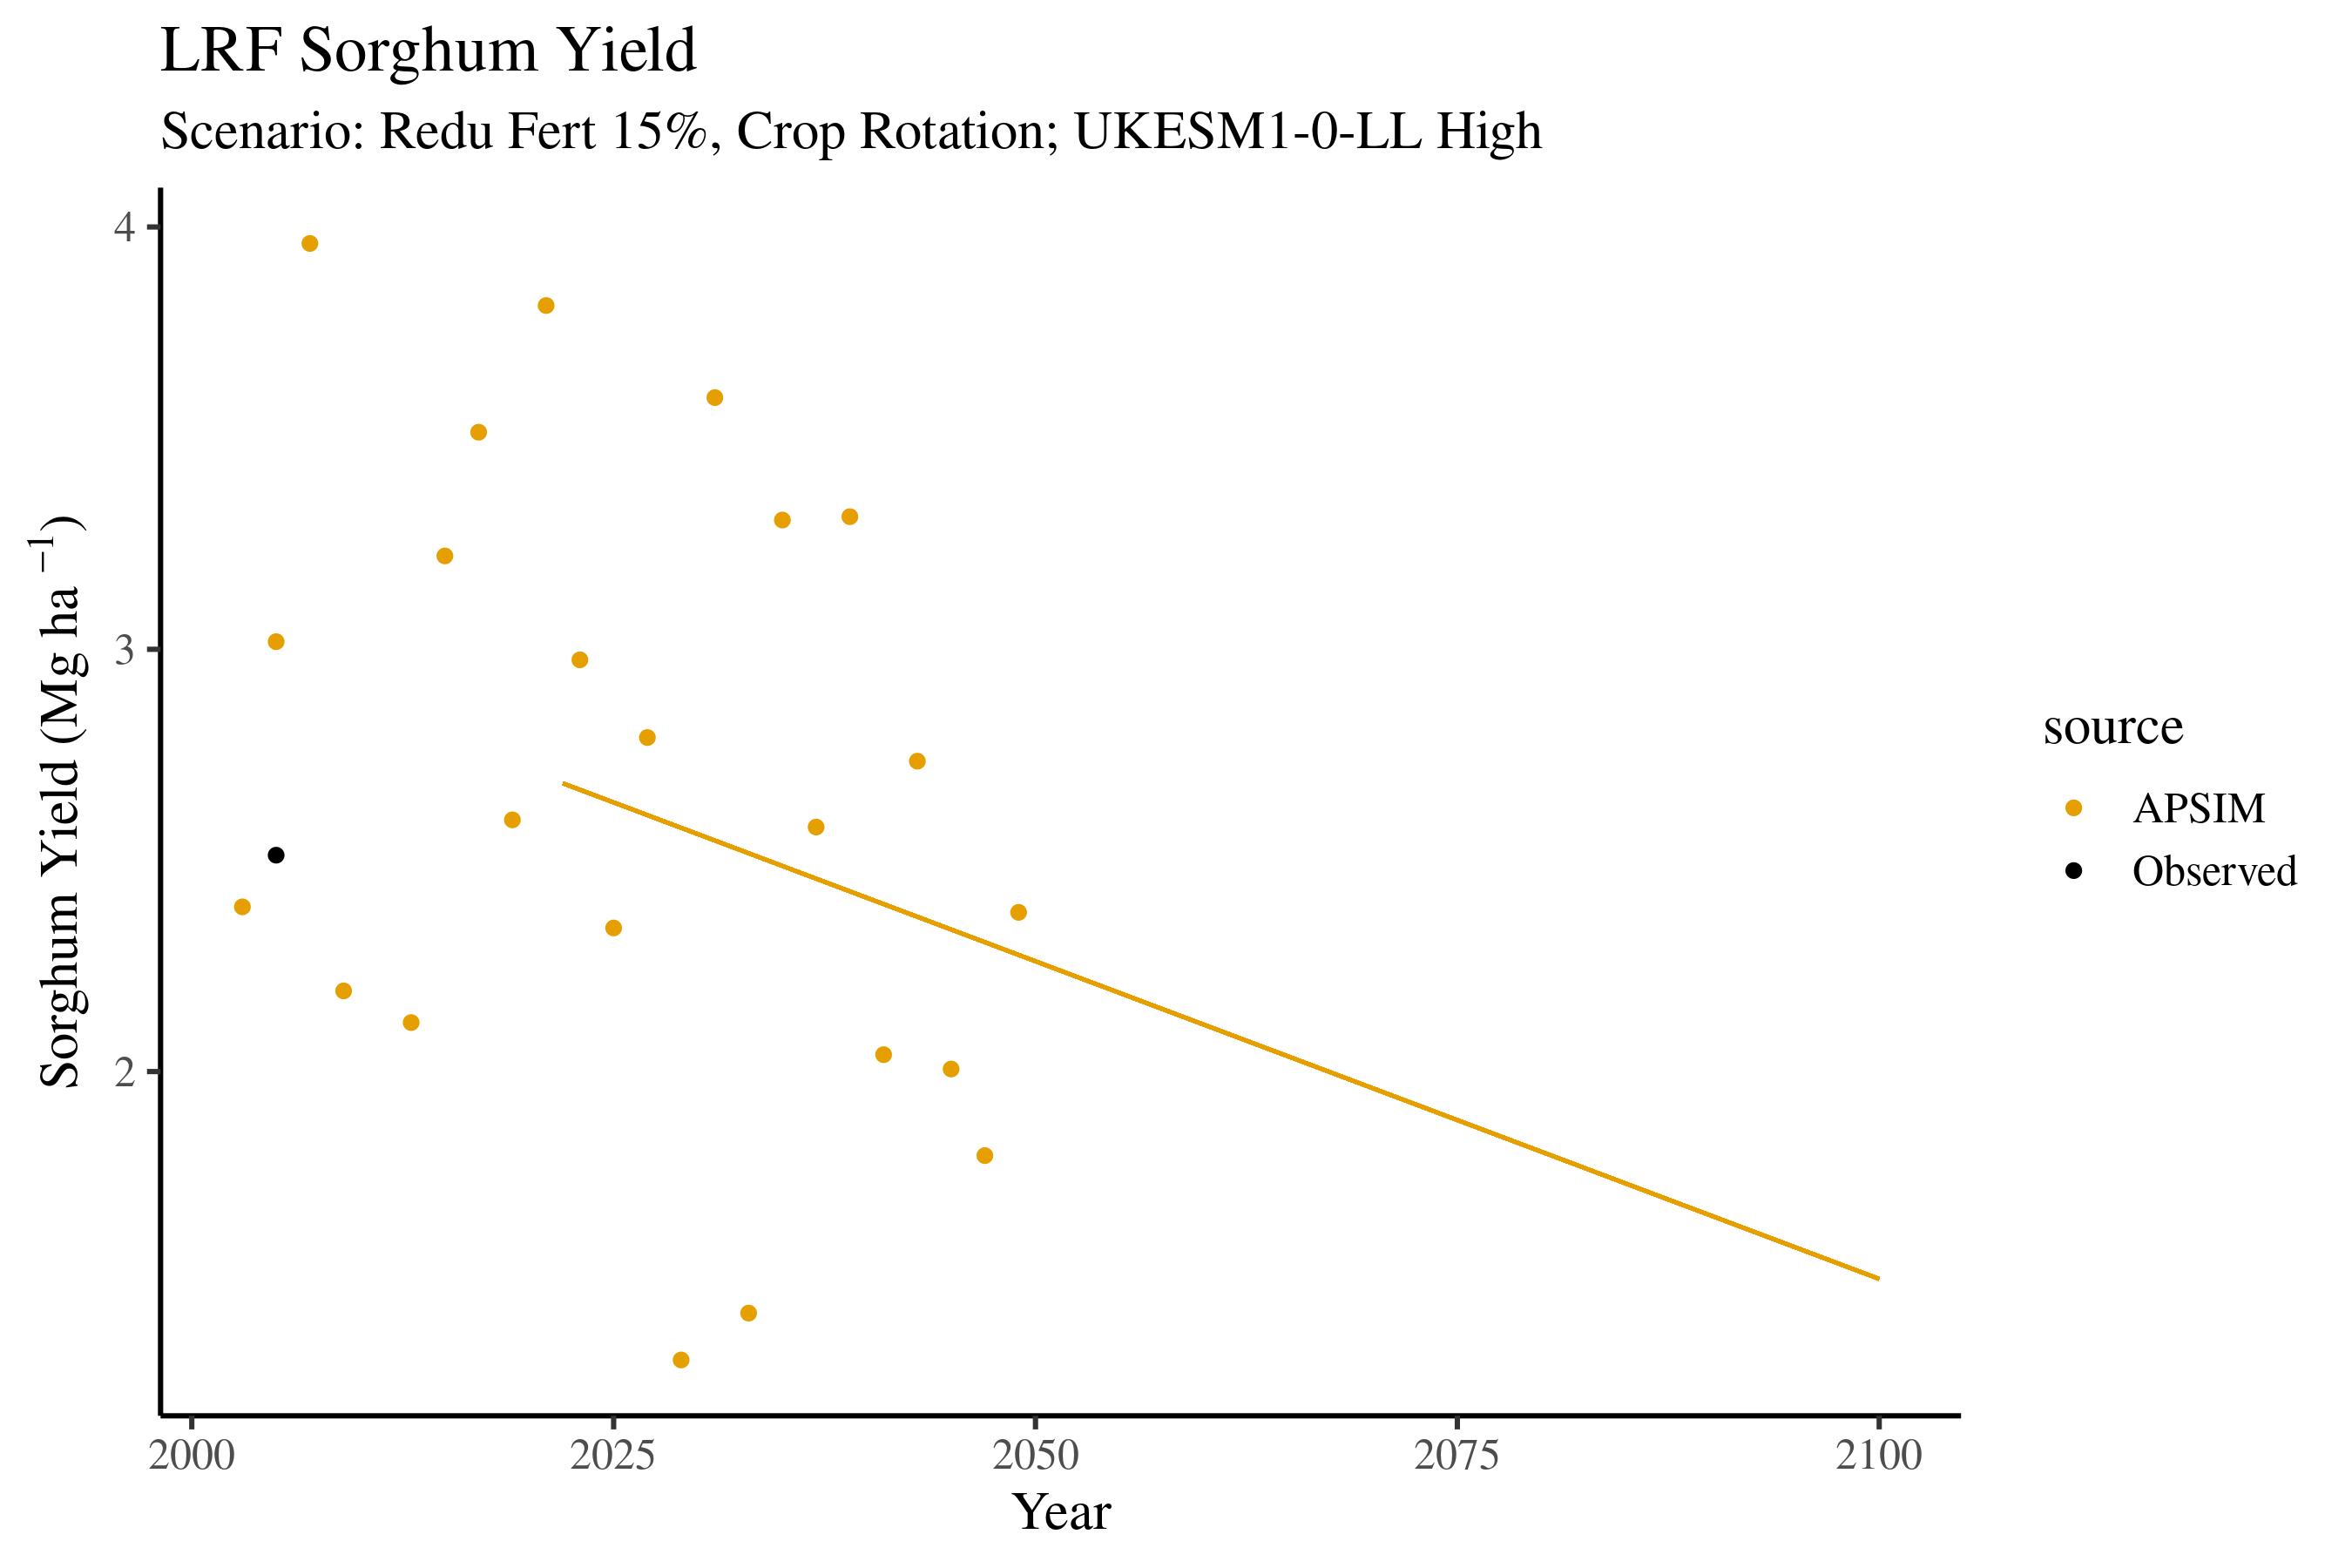 LRF Sorghum Yield
Scenario: Redu Fert 15%, Crop Rotation; UKESM1-0-LL High
4
3
2
Sorghum Yield (Mg ha⁻¹)
2000 2025 2050 2075 2100
Year
source
APSIM
Observed